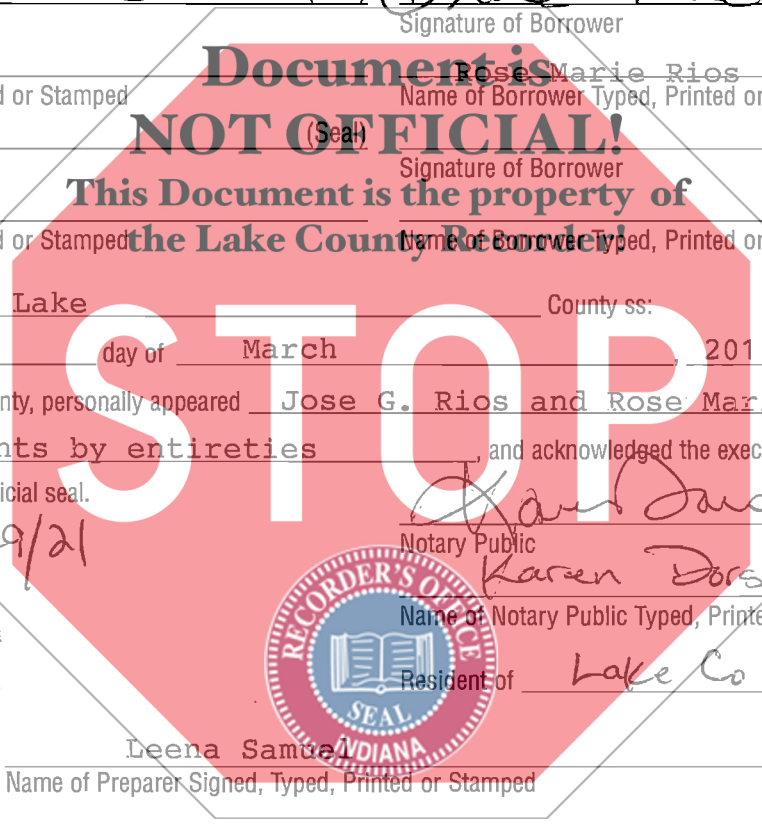 Signature of Borrower
Document is
Rose Marie Rios
d or Stamped
Name of Borrower Typed, Printed or
NOT OFFICIAL!
(Seal)
Signature of Borrower
This Document is the property of
the Lake County Recorder!
d or Stamped
Name of Borrower Typed, Printed or
Lake County ss:
day of March , 201
nty, personally appeared Jose G. Rios and Rose Mar
nts by entireties , and acknowledged the exec
icial seal.
STOP
9/21
Notary Public
Karen Dors
Name of Notary Public Typed, Printe
RECORDER'S OFFICE
SEAL
INDIANA
Resident of Lake Co
Leena Samuel
Name of Preparer Signed, Typed, Printed or Stamped